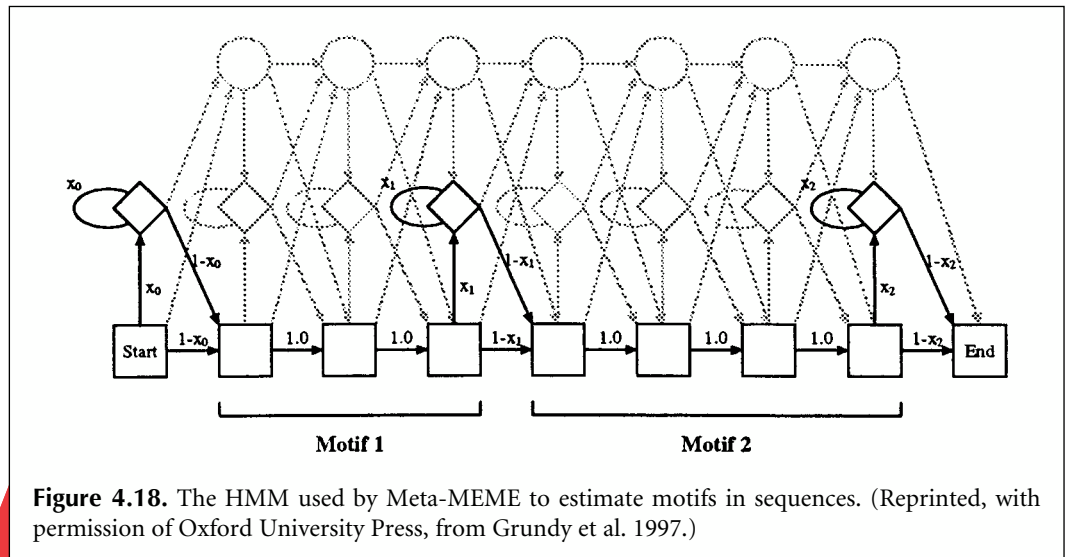 x₀
x₁
x₂
1-x₀
1-x₁
1-x₂
x₀
x₁
x₂
Start
1-x₀
1.0
1.0
1-x₁
1.0
1.0
1.0
1-x₂
End
Motif 1
Motif 2
Figure 4.18. The HMM used by Meta-MEME to estimate motifs in sequences. (Reprinted, with
permission of Oxford University Press, from Grundy et al. 1997.)